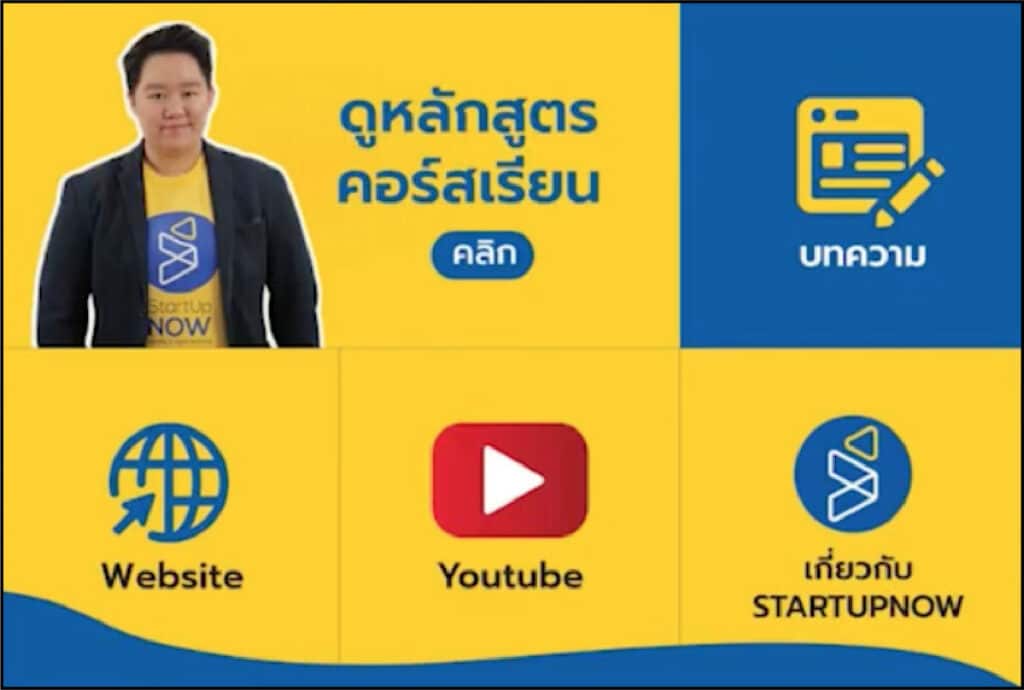 ดูหลักสูตร
คอร์สเรียน
คลิก
บทความ
StartUp
NOW
Website
Youtube
เกี่ยวกับ
STARTUPNOW